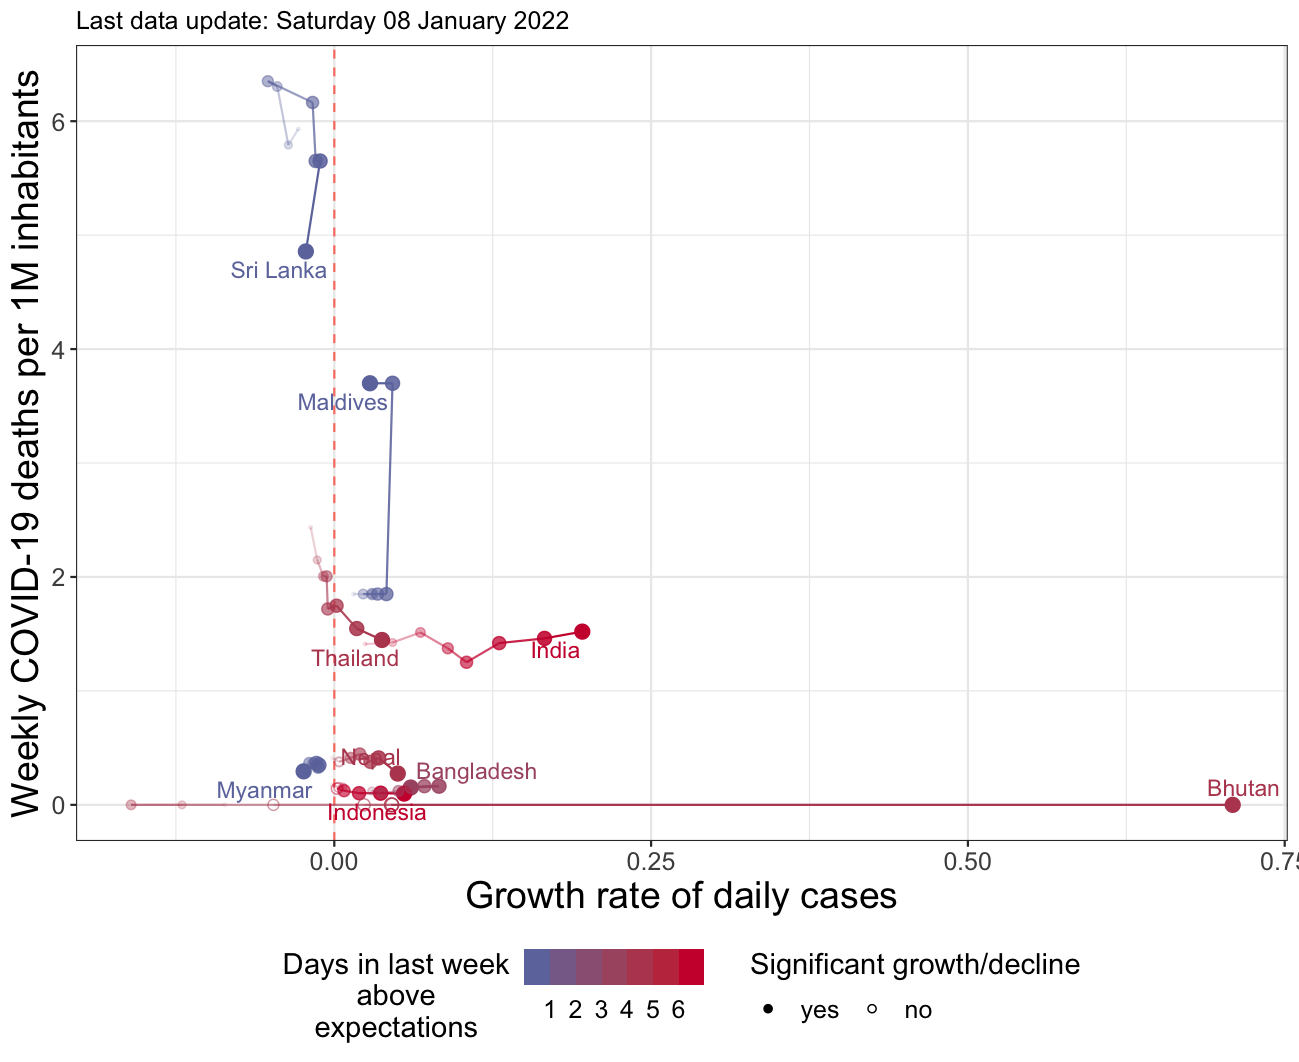 Last data update: Saturday 08 January 2022
Weekly COVID-19 deaths per 1M inhabitants
6
4
2
0
Sri Lanka
Maldives
Thailand
India
Nepal
Bangladesh
Myanmar
Bhutan
Indonesia
0.00
0.25
0.50
0.75
Growth rate of daily cases
Days in last week
above
expectations
1 2 3 4 5 6
Significant growth/decline
yes
no